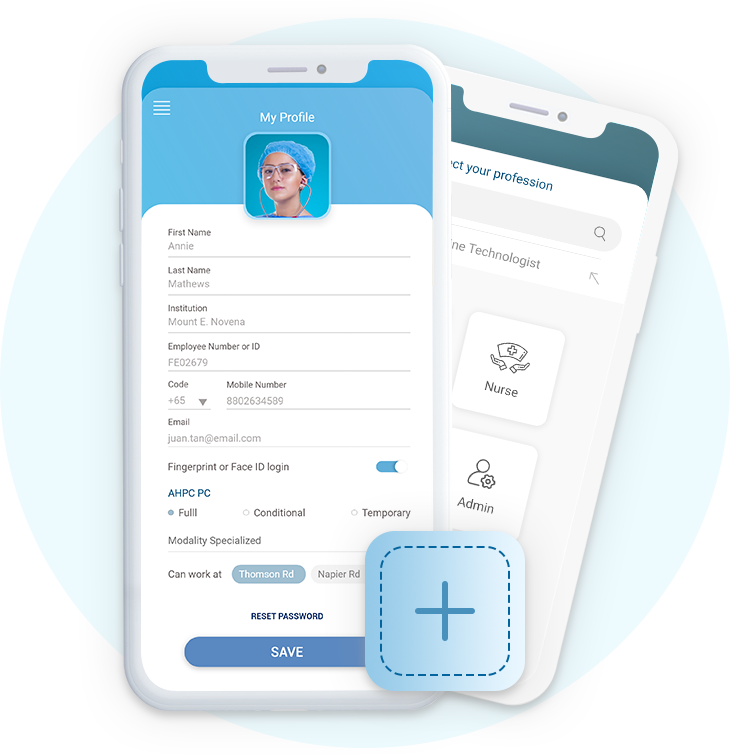 My Profile
First Name
Annie
Last Name
Mathews
Institution
Mount E. Novena
Employee Number or ID
FE02679
Code
Mobile Number
+65
8802634589
Email
juan.tan@email.com
Fingerprint or Face ID login
AHPC PC
Fulll
Conditional
Temporary
Modality Specialized
Can work at
Thomson Rd
Napier Rd
RESET PASSWORD
SAVE
ct your profession
ine Technologist
Nurse
Admin